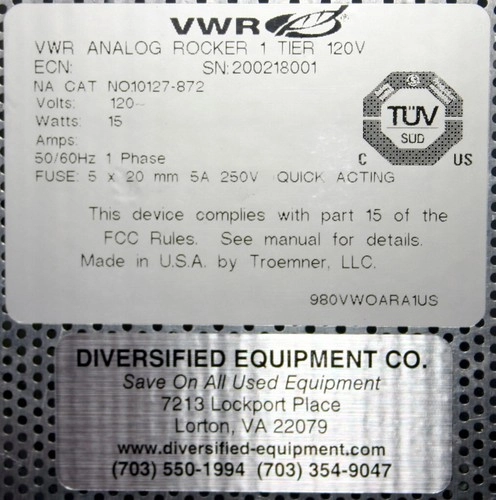 VWR
VWR ANALOG ROCKER 1 TIER 120V
ECN: SN:200218001
NA CAT NO.10127-872
Volts: 120~
Watts: 15
Amps:
50/60Hz 1 Phase
FUSE: 5 x 20 mm 5A 250V QUICK ACTING
TÜV
SÜD
C US
This device complies with part 15 of the
FCC Rules. See manual for details.
Made in U.S.A. by Troemner, LLC.
980VWOARA1US
DIVERSIFIED EQUIPMENT CO.
Save On All Used Equipment
7213 Lockport Place
Lorton, VA 22079
www.diversified-equipment.com
(703) 550-1994 (703) 354-9047